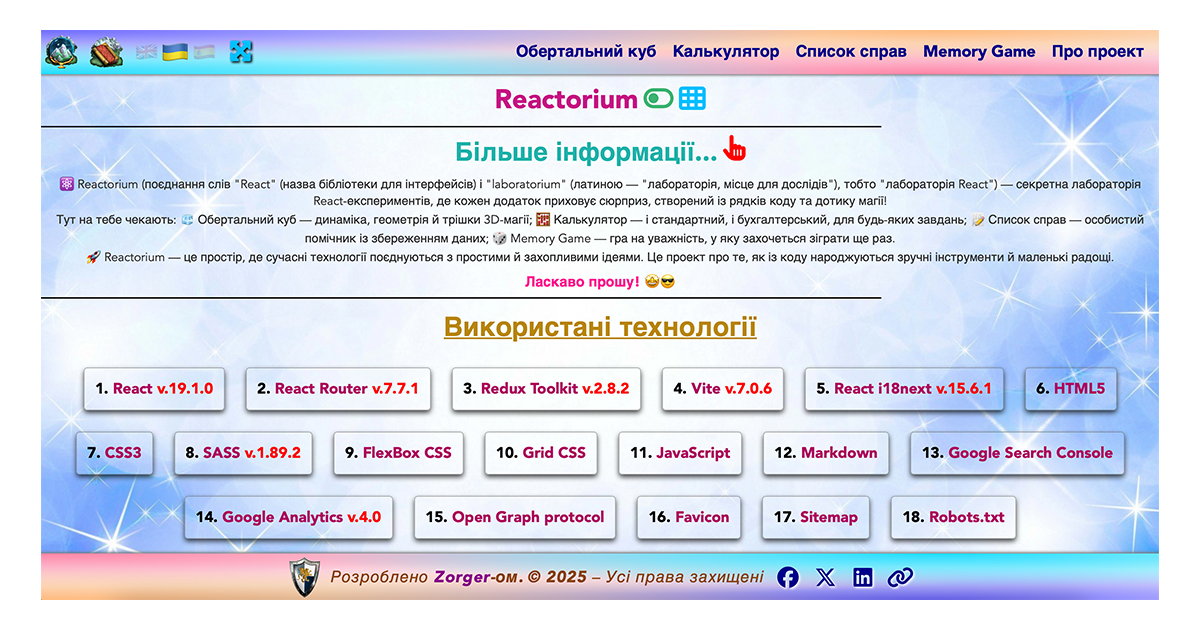 Обертальний куб Калькулятор Список справ Memory Game Про проект
Reactorium
Більше інформації...
Reactorium (поєднання слів "React" (назва бібліотеки для інтерфейсів) і "laboratorium" (латиною — "лабораторія, місце для дослідів"), тобто "лабораторія React") — секретна лабораторія
React-експериментів, де кожен додаток приховує сюрприз, створений із рядків коду та дотику магії!
Тут на тебе чекають: Обертальний куб — динаміка, геометрія й трішки 3D-магії; Калькулятор — і стандартний, і бухгалтерський, для будь-яких завдань; Список справ — особистий
помічник із збереженням даних; Memory Game — гра на уважність, у яку захочеться зіграти ще раз.
Reactorium — це простір, де сучасні технології поєднуються з простими й захопливими ідеями. Це проект про те, як із коду народжуються зручні інструменти й маленькі радощі.
Ласкаво прошу! 🤩😎
Використані технології
1. React v.19.1.0 2. React Router v.7.7.1 3. Redux Toolkit v.2.8.2 4. Vite v.7.0.6 5. React i18next v.15.6.1 6. HTML5
7. CSS3 8. SASS v.1.89.2 9. FlexBox CSS 10. Grid CSS 11. JavaScript 12. Markdown 13. Google Search Console
14. Google Analytics v.4.0 15. Open Graph protocol 16. Favicon 17. Sitemap 18. Robots.txt
Розроблено Zorger-ом. © 2025 – Усі права захищені